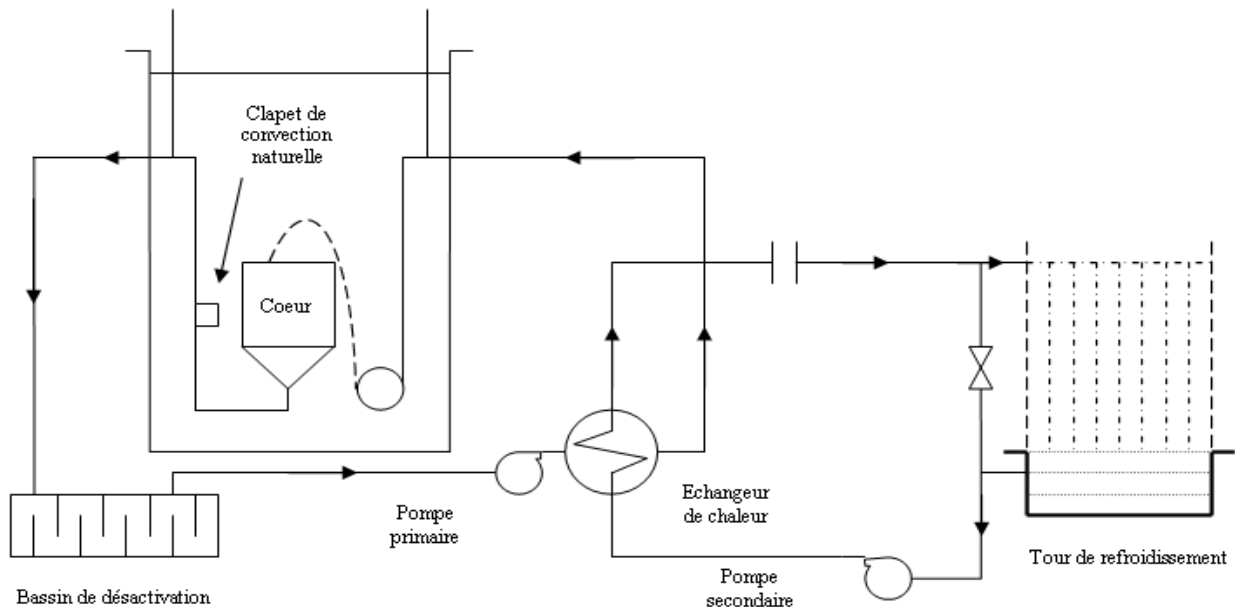 Clapet de
convection
naturelle
Coeur
Pompe
primaire
Echangeur
de chaleur
Tour de refroidissement
Pompe
secondaire
Bassin de désactivation